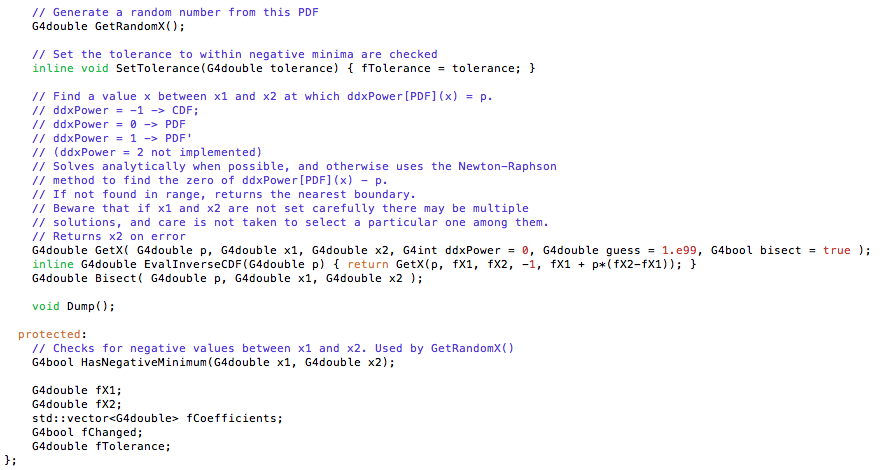 // Generate a random number from this PDF
G4double GetRandomX();
// Set the tolerance to within negative minima are checked
inline void SetTolerance(G4double tolerance) { fTolerance = tolerance; }
// Find a value x between x1 and x2 at which ddxPower[PDF](x) = p.
// ddxPower = -1 -> CDF;
// ddxPower = 0 -> PDF
// ddxPower = 1 -> PDF'
// (ddxPower = 2 not implemented)
// Solves analytically when possible, and otherwise uses the Newton-Raphson
// method to find the zero of ddxPower[PDF](x) - p.
// If not found in range, returns the nearest boundary.
// Beware that if x1 and x2 are not set carefully there may be multiple
// solutions, and care is not taken to select a particular one among them.
// Returns x2 on error
G4double GetX( G4double p, G4double x1, G4double x2, G4int ddxPower = 0, G4double guess = 1.e99, G4bool bisect = true );
inline G4double EvalInverseCDF(G4double p) { return GetX(p, fX1, fX2, -1, fX1 + p*(fX2-fX1)); }
G4double Bisect( G4double p, G4double x1, G4double x2 );
void Dump();
protected:
// Checks for negative values between x1 and x2. Used by GetRandomX()
G4bool HasNegativeMinimum(G4double x1, G4double x2);
G4double fX1;
G4double fX2;
std::vector<G4double> fCoefficients;
G4bool fChanged;
G4double fTolerance;
};